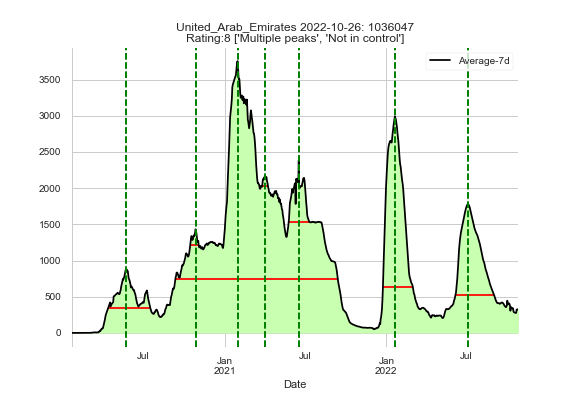 United_Arab_Emirates 2022-10-26: 1036047
Rating:8 ['Multiple peaks', 'Not in control']
Average-7d
3500
3000
2500
2000
1500
1000
500
0
Jul
Jan
2021
Jul
Jan
2022
Jul
Date